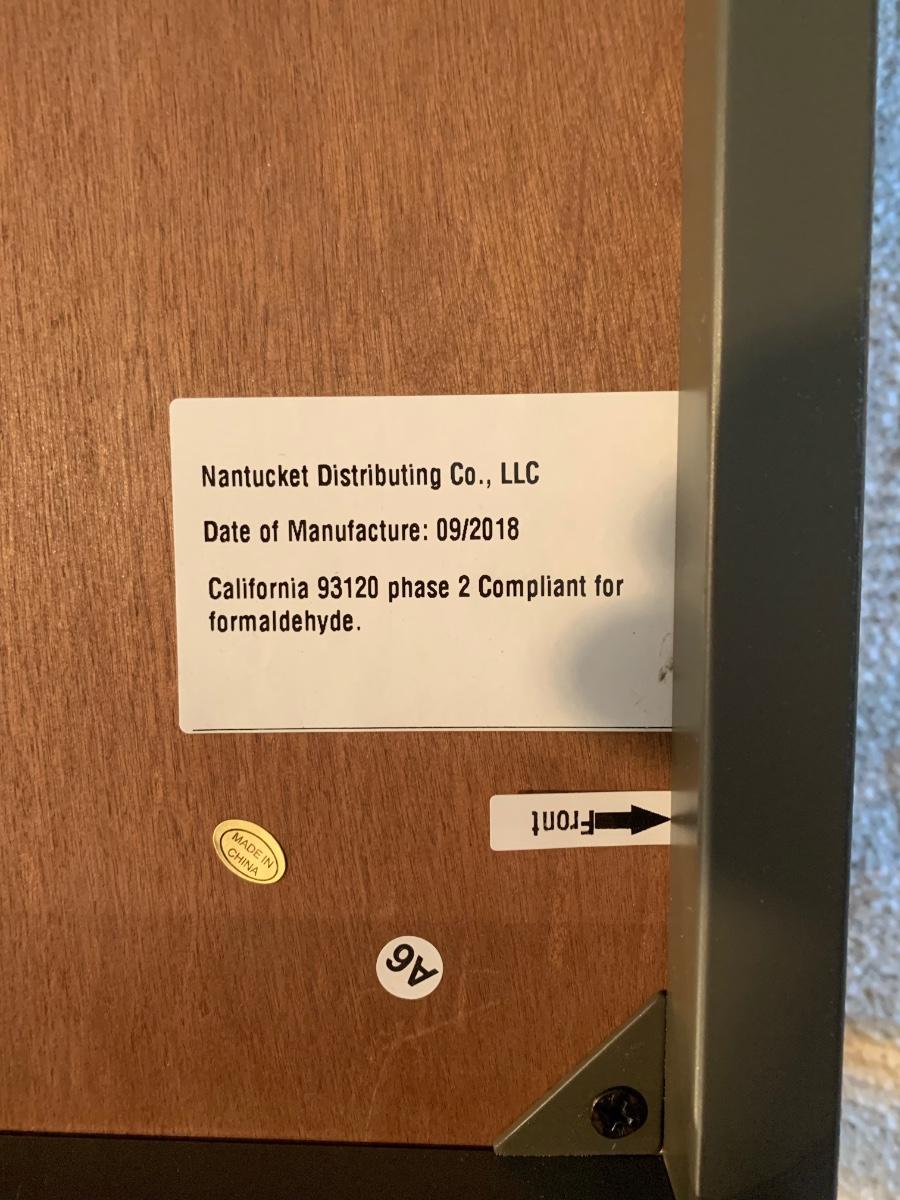 Nantucket Distributing Co., LLC
Date of Manufacture: 09/2018
California 93120 phase 2 Compliant for
formaldehyde.
Front
MADE IN
CHINA
A6